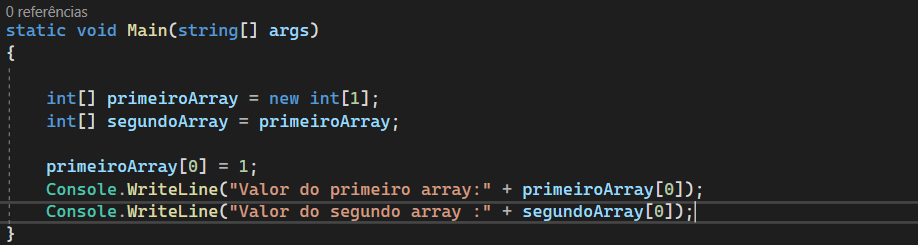 0 referências
static void Main(string[] args)
{
int[] primeiroArray = new int[1];
int[] segundoArray = primeiroArray;
primeiroArray[0] = 1;
Console.WriteLine("Valor do primeiro array:" + primeiroArray[0]);
Console.WriteLine("Valor do segundo array :" + segundoArray[0]);
}